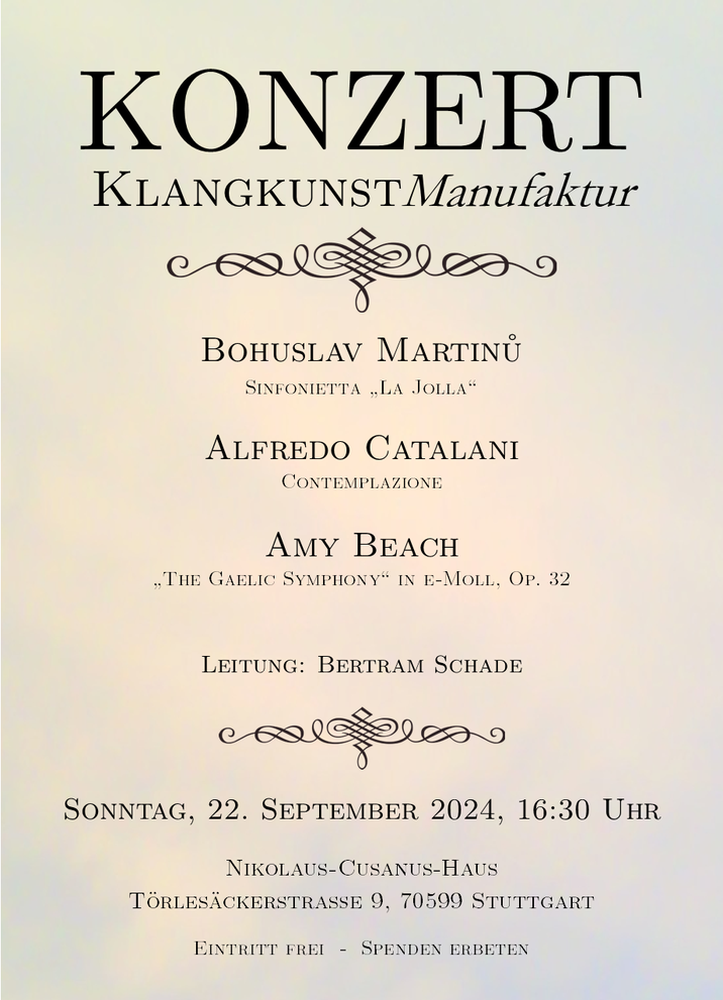 KONZERT
KLANGKUNSTManufaktur
BOHUSLAV MARTINŮ
SINFONIETTA „LA JOLLA“
ALFREDO CATALANI
CONTEMPLAZIONE
AMY BEACH
„THE GAELIC SYMPHONY“ IN E-MOLL, OP. 32
LEITUNG: BERTRAM SCHADE
SONNTAG, 22. SEPTEMBER 2024, 16:30 UHR
NIKOLAUS-CUSANUS-HAUS
TÖRLESÄCKERSTRASSE 9, 70599 STUTTGART
EINTRITT FREI - SPENDEN ERBETEN